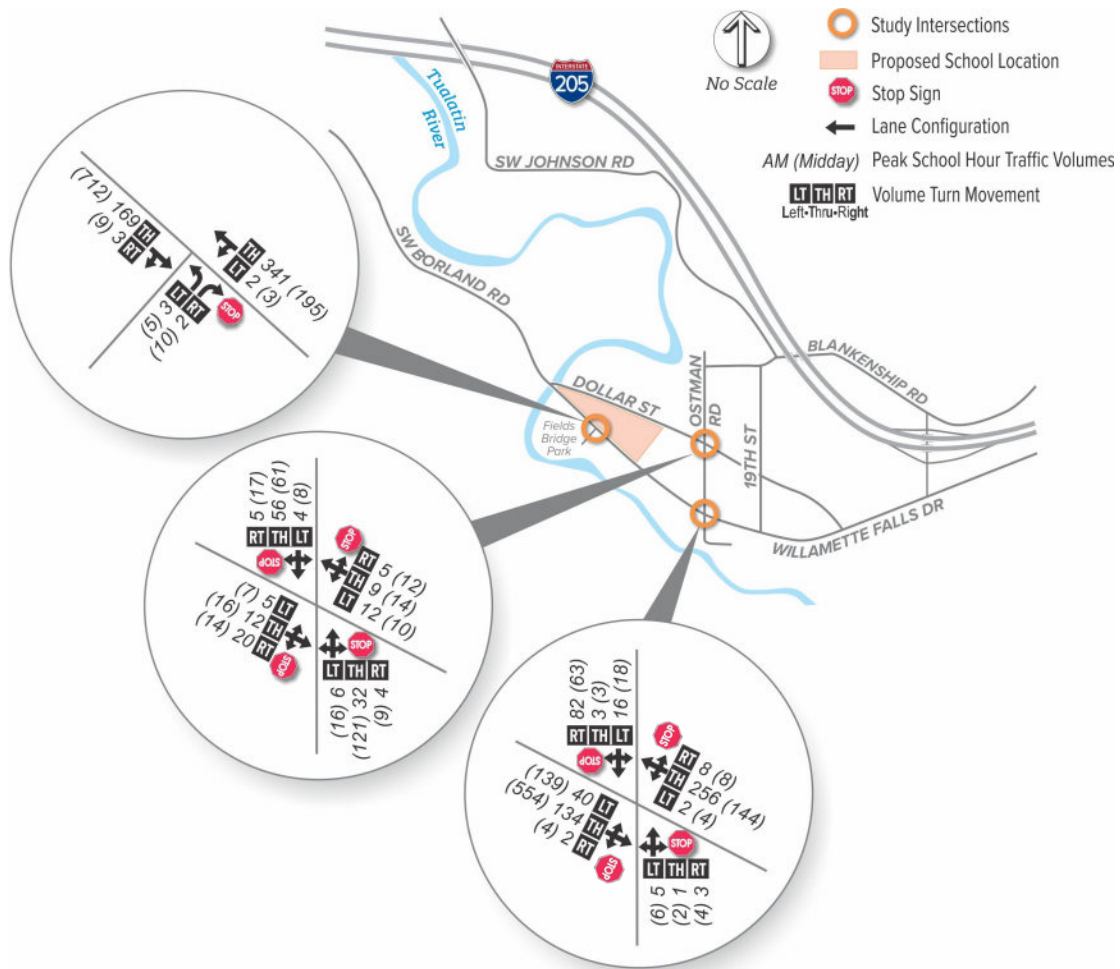 Study Intersections
Proposed School Location
STOP Stop Sign
Lane Configuration
AM (Midday) Peak School Hour Traffic Volumes
LT TH RT Volume Turn Movement
Left•Thru•Right
No Scale
INTERSTATE
205
Tualatin
River
SW JOHNSON RD
SW BORLAND RD
BLANKENSHIP RD
DOLLAR ST
OSTMAN
RD
19TH ST
Fields
Bridge
Park
WILLAMETTE FALLS DR
(712) 169 TH
(9) 3 RT
TH 341 (195)
LT 2 (3)
LT RT
STOP
(5) 3
(10) 2
5 (17)
56 (61)
4 (8)
RT TH LT
STOP
STOP
RT 5 (12)
TH 9 (14)
LT 12 (10)
(7) 5 LT
(16) 12 TH
(14) 20 RT
STOP
STOP
LT TH RT
(16) 6
(121) 32
(9) 4
82 (63)
3 (3)
16 (18)
RT TH LT
STOP
STOP
RT 8 (8)
TH 256 (144)
LT 2 (4)
(139) 40 LT
(554) 134 TH
(4) 2 RT
STOP
STOP
LT TH RT
(6) 5
(2) 1
(4) 3